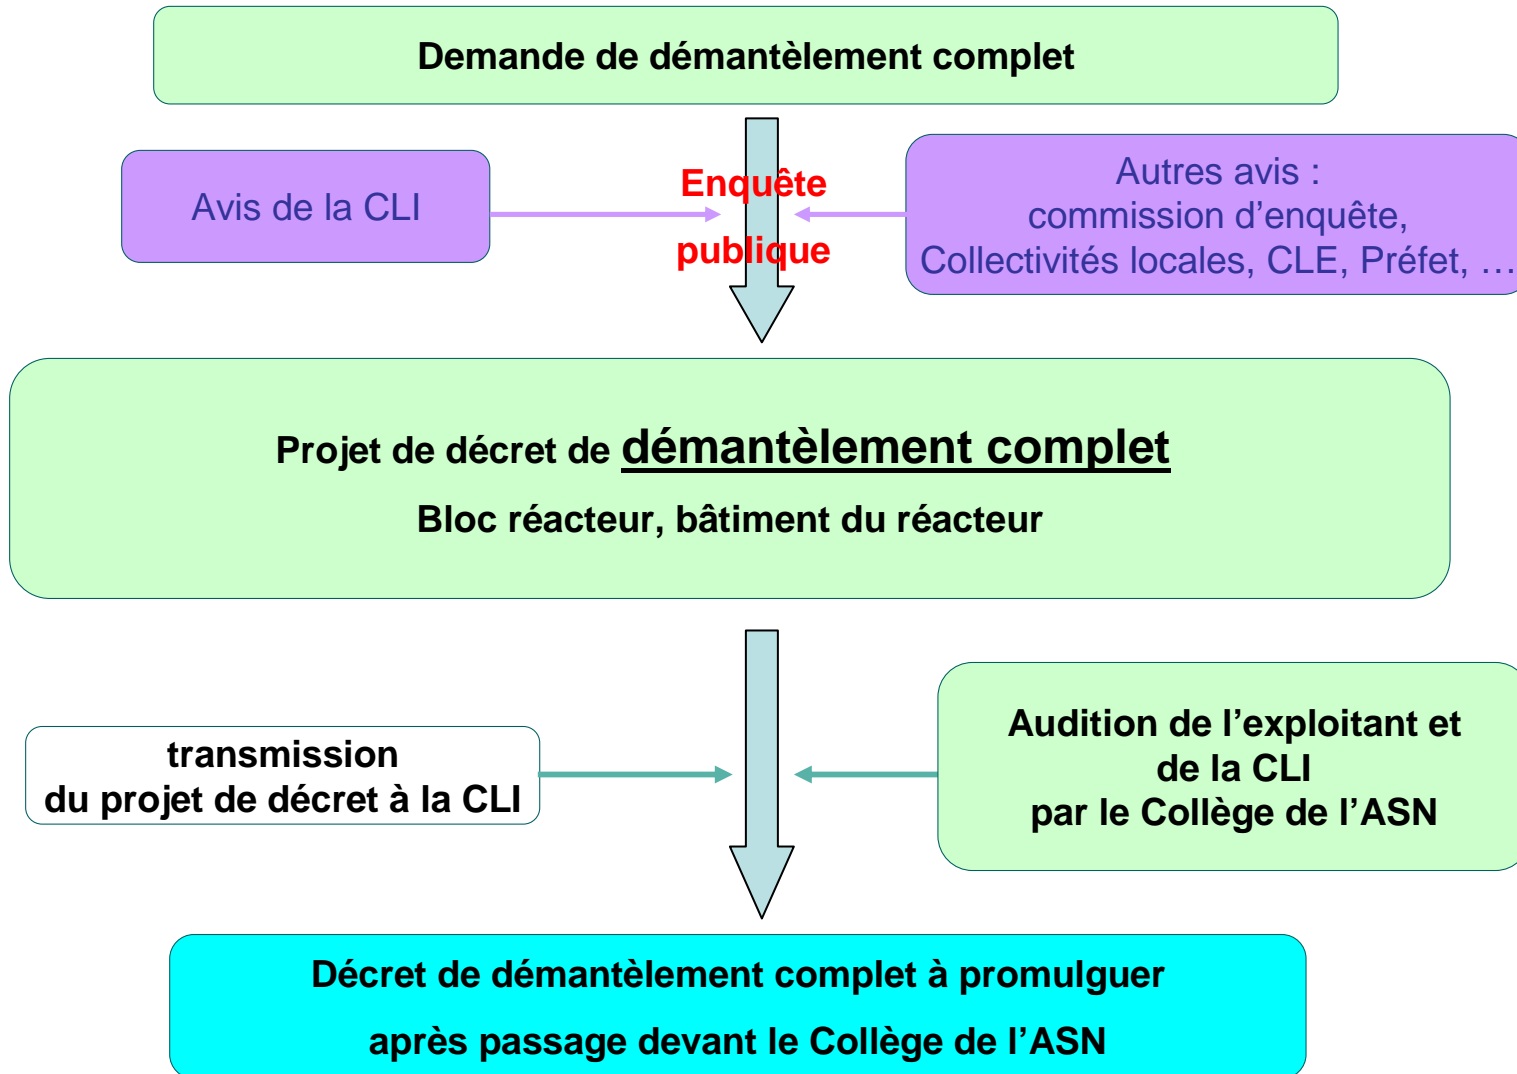 Demande de démantèlement complet
Avis de la CLI
Enquête
publique
Autres avis :
commission d’enquête,
Collectivités locales, CLE, Préfet, …
Projet de décret de démantèlement complet
Bloc réacteur, bâtiment du réacteur
transmission
du projet de décret à la CLI
Audition de l’exploitant et
de la CLI
par le Collège de l’ASN
Décret de démantèlement complet à promulguer
après passage devant le Collège de l’ASN